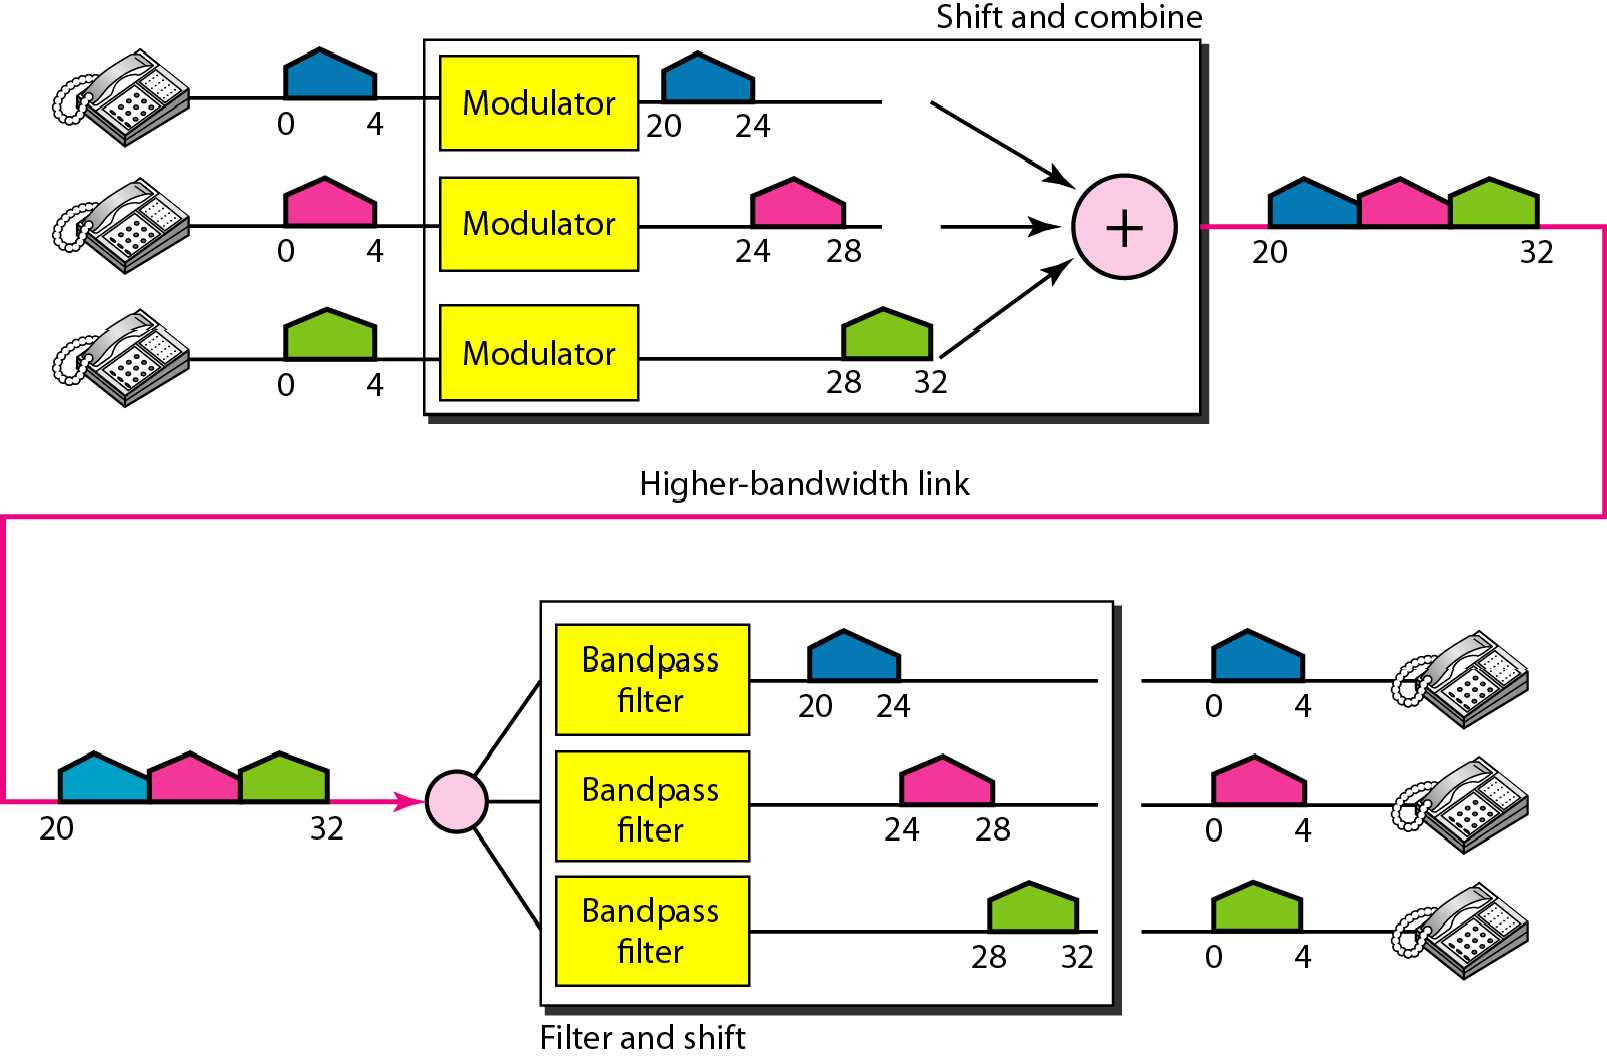 Shift and combine
Modulator
0 4
20 24
Modulator
0 4
24 28
20 32
Modulator
0 4
28 32
Higher-bandwidth link
Bandpass
filter
20 24
0 4
Bandpass
filter
20 32
24 28
0 4
Bandpass
filter
28 32
0 4
Filter and shift